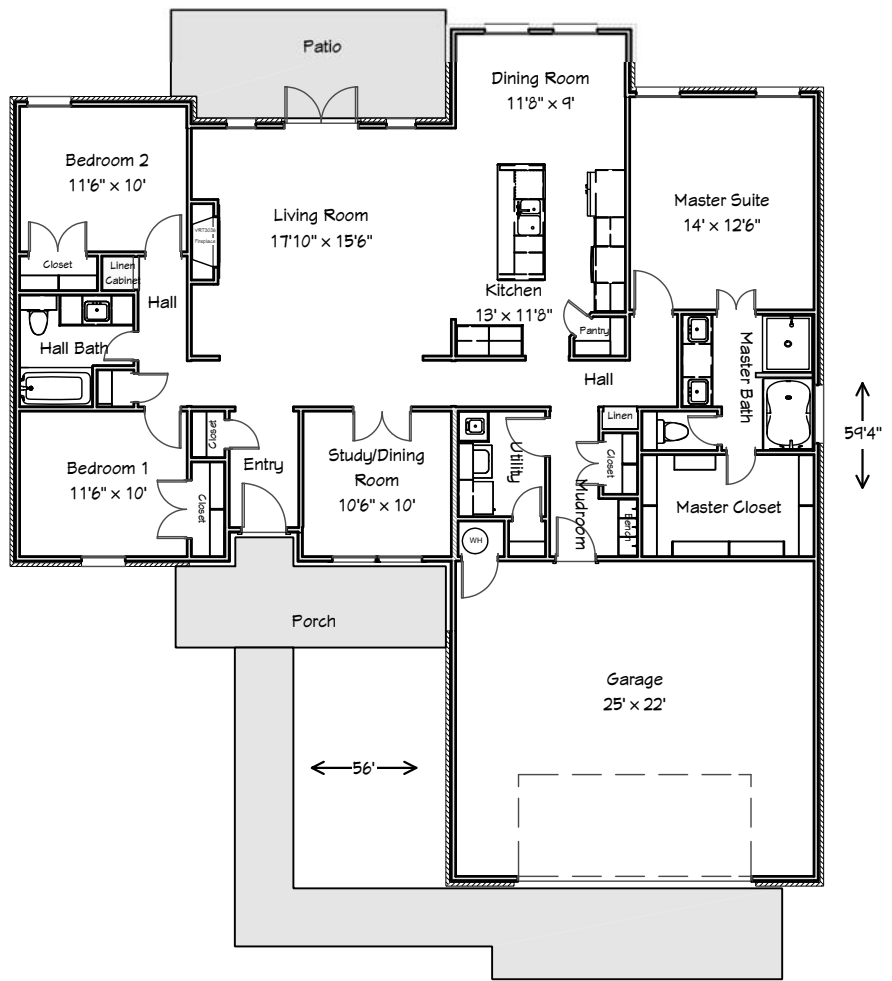 Patio
Dining Room
11'8" × 9'
Bedroom 2
11'6" × 10'
Master Suite
14' × 12'6"
Living Room
17'10" × 15'6"
VRT3036
Fireplace
Closet
Linen
Cabinet
Hall
Kitchen
13' × 11'8"
Pantry
Hall Bath
Master Bath
Hall
Linen
59'4"
Closet
Entry
Study/Dining
Room
10'6" × 10'
Utility
Closet
Bedroom 1
11'6" × 10'
Closet
Mudroom
Bench
Master Closet
WH
Porch
Garage
25' × 22'
56'